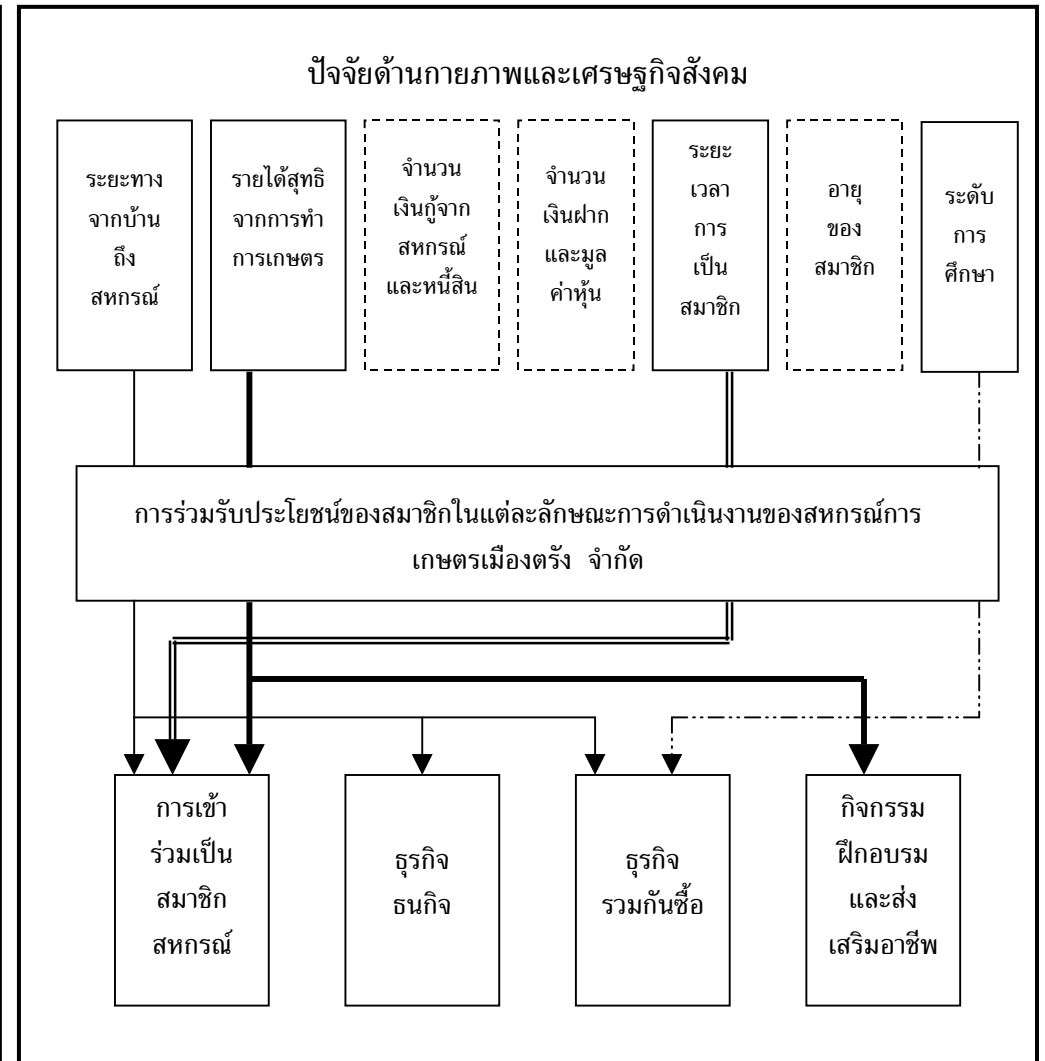 ปัจจัยด้านกายภาพและเศรษฐกิจสังคม
ระยะทาง
จากบ้าน
ถึง
สหกรณ์
รายได้สุทธิ
จากการทำ
การเกษตร
จำนวน
เงินกู้จาก
สหกรณ์
และหนี้สิน
จำนวน
เงินฝาก
และมูล
ค่าหุ้น
ระยะ
เวลา
การ
เป็น
สมาชิก
อายุ
ของ
สมาชิก
ระดับ
การ
ศึกษา
การร่วมรับประโยชน์ของสมาชิกในแต่ละลักษณะการดำเนินงานของสหกรณ์การ
เกษตรเมืองตรัง จำกัด
การเข้า
ร่วมเป็น
สมาชิก
สหกรณ์
ธุรกิจ
ธนกิจ
ธุรกิจ
รวมกันซื้อ
กิจกรรม
ฝึกอบรม
และส่ง
เสริมอาชีพ